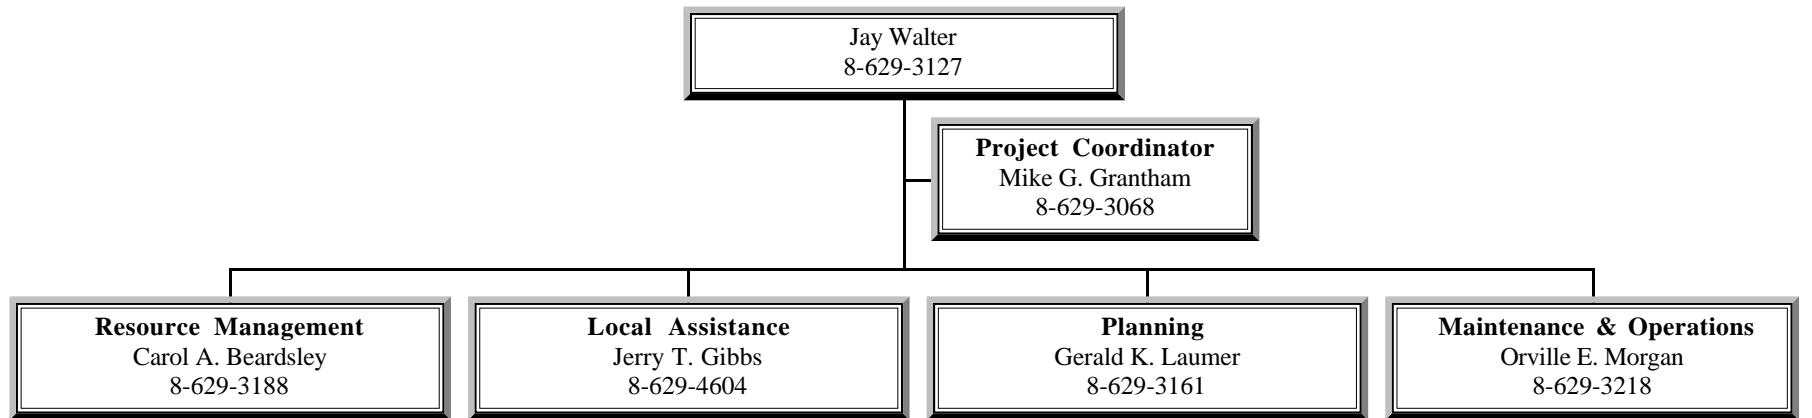 Jay Walter
8-629-3127
Project Coordinator
Mike G. Grantham
8-629-3068
Resource Management
Carol A. Beardsley
8-629-3188
Local Assistance
Jerry T. Gibbs
8-629-4604
Planning
Gerald K. Laumer
8-629-3161
Maintenance & Operations
Orville E. Morgan
8-629-3218